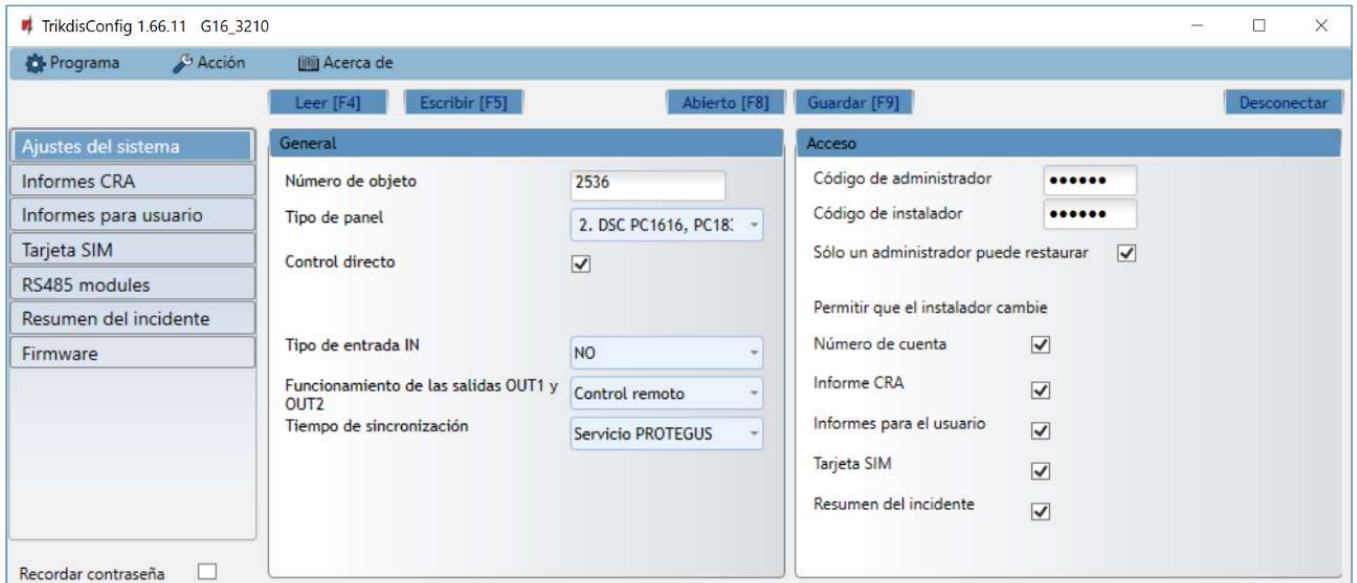 TrikdisConfig 1.66.11 G16_3210
Programa Acción Acerca de
Leer [F4] Escribir [F5] Abierto [F8] Guardar [F9] Desconectar
Ajustes del sistema
Informes CRA
Informes para usuario
Tarjeta SIM
RS485 modules
Resumen del incidente
Firmware
Recordar contraseña
General
Número de objeto 2536
Tipo de panel 2. DSC PC1616, PC18
Control directo
Tipo de entrada IN NO
Funcionamiento de las salidas OUT1 y
OUT2 Control remoto
Tiempo de sincronización Servicio PROTEGUS
Acceso
Código de administrador ••••••
Código de instalador ••••••
Sólo un administrador puede restaurar
Permitir que el instalador cambie
Número de cuenta
Informe CRA
Informes para el usuario
Tarjeta SIM
Resumen del incidente